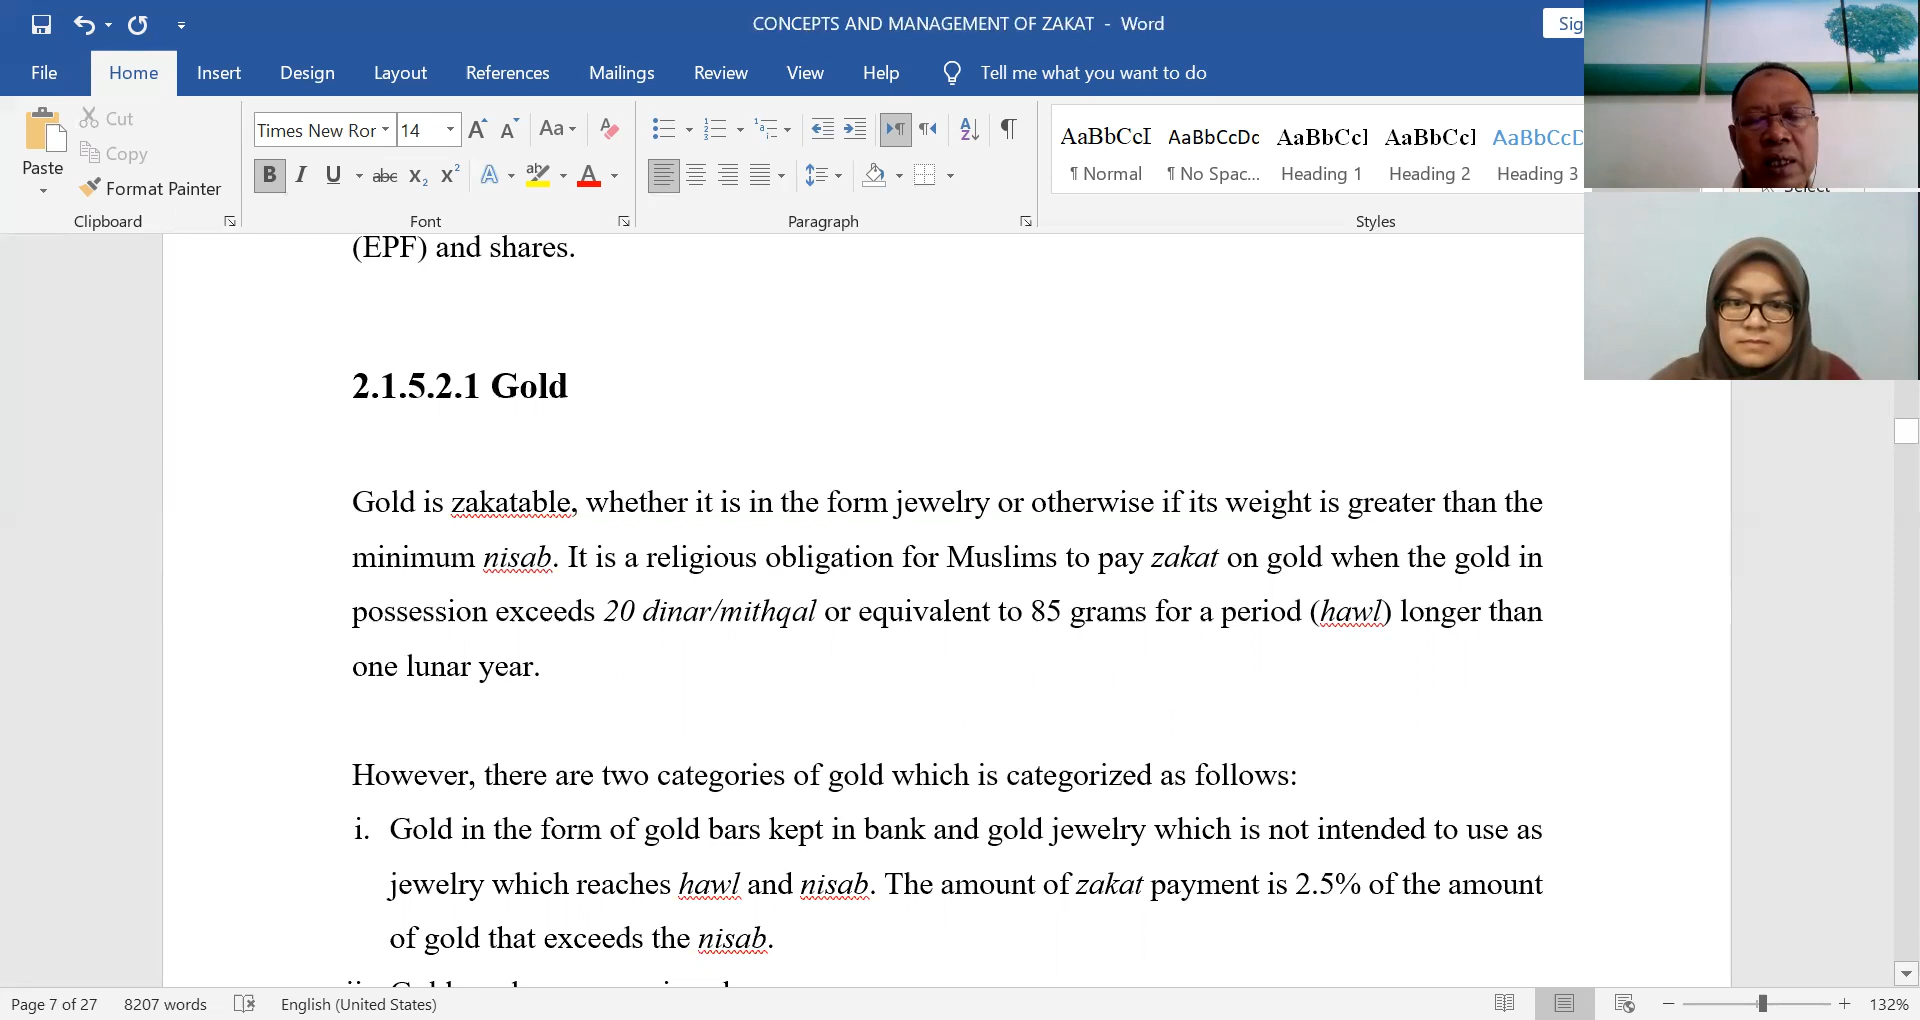 CONCEPTS AND MANAGEMENT OF ZAKAT - Word
Sig
File Home Insert Design Layout References Mailings Review View Help Tell me what you want to do
Paste
Cut
Copy
Format Painter
Clipboard
Times New Ror 14
Aa
B I U abc X2 X2
Font
Paragraph
AaBbCcI AaBbCcDc AaBbCcI AaBbCcI AaBbCcD
¶ Normal ¶ No Spac... Heading 1 Heading 2 Heading 3
Styles
Select
(EPF) and shares.
2.1.5.2.1 Gold
Gold is zakatable, whether it is in the form jewelry or otherwise if its weight is greater than the
minimum nisab. It is a religious obligation for Muslims to pay zakat on gold when the gold in
possession exceeds 20 dinar/mithqal or equivalent to 85 grams for a period (hawl) longer than
one lunar year.
However, there are two categories of gold which is categorized as follows:
i. Gold in the form of gold bars kept in bank and gold jewelry which is not intended to use as
jewelry which reaches hawl and nisab. The amount of zakat payment is 2.5% of the amount
of gold that exceeds the nisab.
Page 7 of 27 8207 words English (United States) 132%